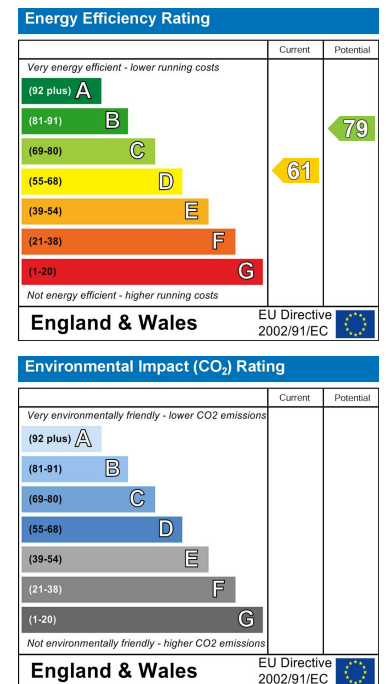 Energy Efficiency Rating
Current Potential
Very energy efficient - lower running costs
(92 plus) A
(81-91) B
(69-80) C
(55-68) D
(39-54) E
(21-38) F
(1-20) G
79
61
Not energy efficient - higher running costs
England & Wales
EU Directive
2002/91/EC
Environmental Impact (CO₂) Rating
Current Potential
Very environmentally friendly - lower CO2 emissions
(92 plus) A
(81-91) B
(69-80) C
(55-68) D
(39-54) E
(21-38) F
(1-20) G
Not environmentally friendly - higher CO2 emissions
England & Wales
EU Directive
2002/91/EC